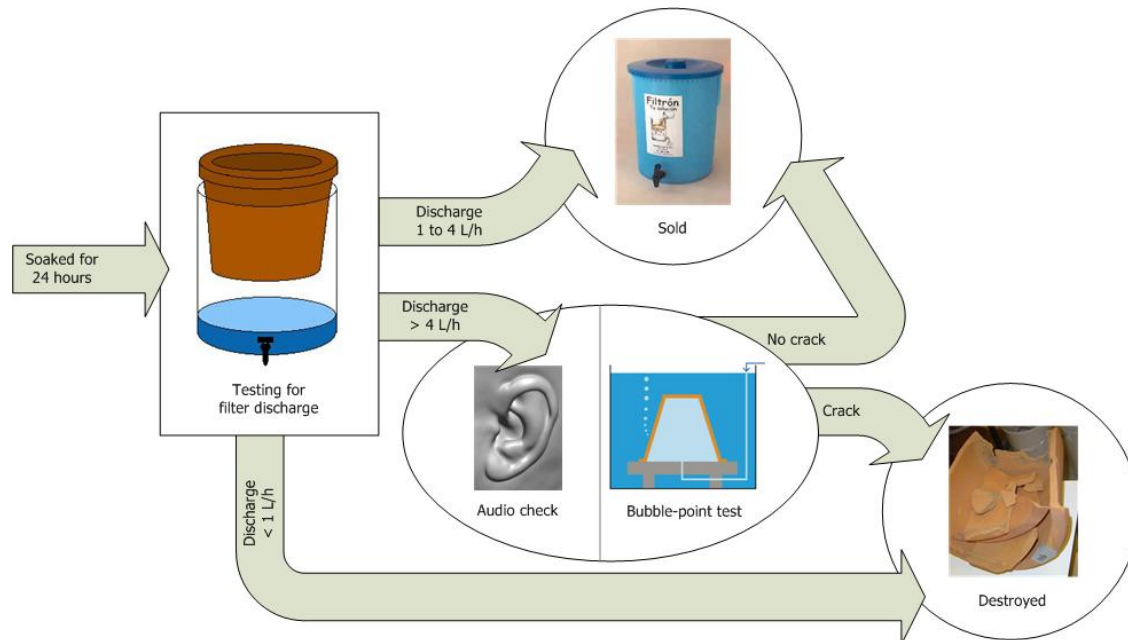 Soaked for
24 hours
Testing for
filter discharge
Discharge
1 to 4 L/h
Discharge
> 4 L/h
Discharge
< 1 L/h
Filtrón
Sold
Audio check
Bubble-point test
No crack
Crack
Destroyed